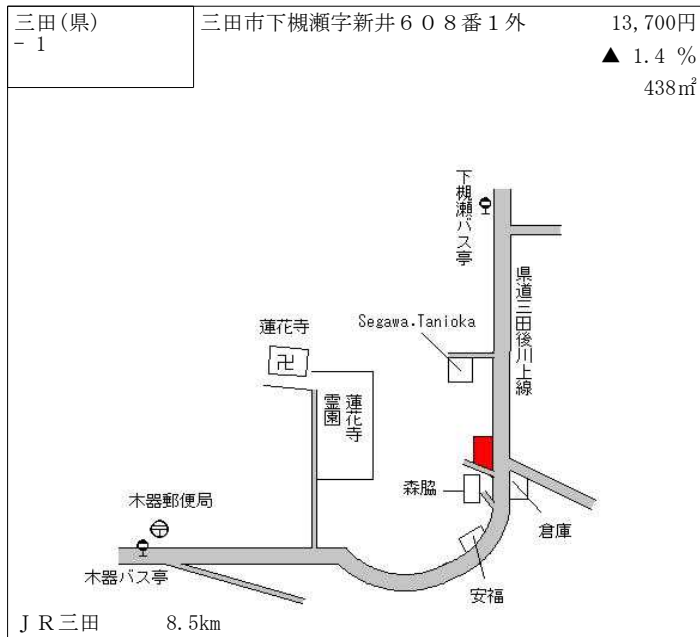 三田(県)
- 1
三田市下槻瀬字新井６０８番１外
13,700円
▲ 1.4 %
438㎡
下槻瀬バス亭
県道三田後川上線
Segawa.Tanioka
蓮花寺
卍
蓮花寺
霊園
森脇
倉庫
木器郵便局
〒
木器バス亭
安福
ＪＲ三田 8.5km